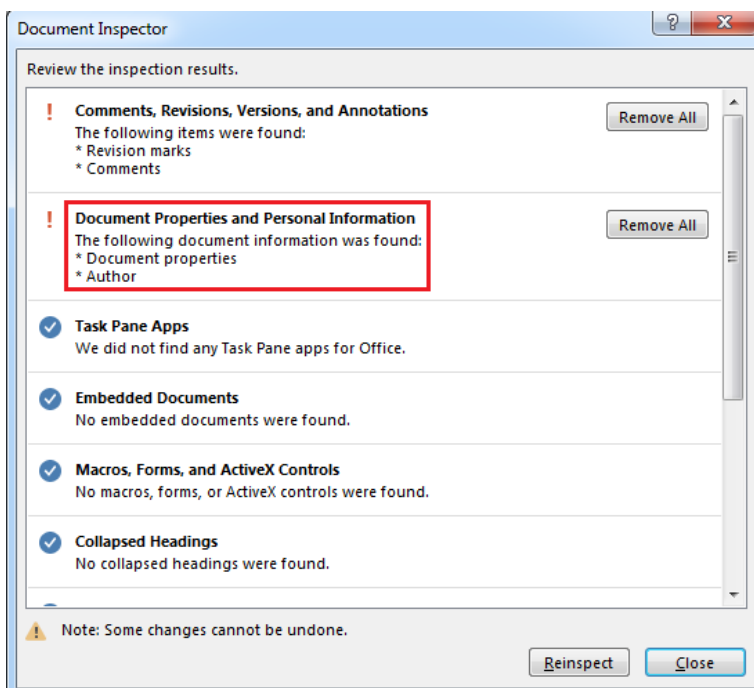 Document Inspector
Review the inspection results.
! Comments, Revisions, Versions, and Annotations
Remove All
The following items were found:
* Revision marks
* Comments
! Document Properties and Personal Information
Remove All
The following document information was found:
* Document properties
* Author
Task Pane Apps
We did not find any Task Pane apps for Office.
Embedded Documents
No embedded documents were found.
Macros, Forms, and ActiveX Controls
No macros, forms, or ActiveX controls were found.
Collapsed Headings
No collapsed headings were found.
Note: Some changes cannot be undone.
Reinspect
Close